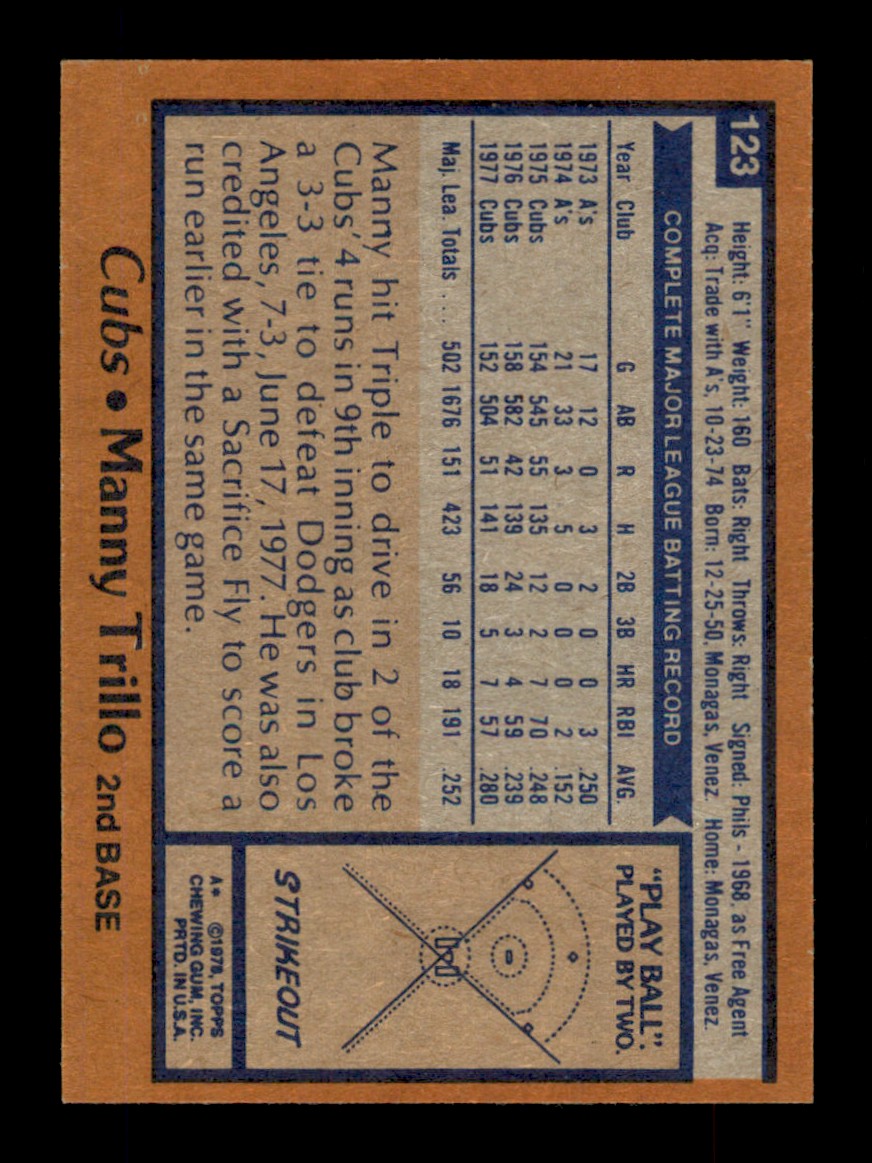 123
Height: 6'1" Weight: 160 Bats: Right Throws: Right Signed: Phils - 1968, as Free Agent
Acq: Trade with A's, 10-23-74 Born: 12-25-50, Monagas, Venez. Home: Monagas, Venez.
COMPLETE MAJOR LEAGUE BATTING RECORD
Year Club G AB R H 2B 3B HR RBI AVG.
1973 A's 17 12 0 3 2 0 0 3 .250
1974 A's 21 33 3 5 0 0 0 2 .152
1975 Cubs 154 545 55 135 12 2 7 70 .248
1976 Cubs 158 582 42 139 24 3 4 59 .239
1977 Cubs 152 504 51 141 18 5 7 57 .280
Maj. Lea. Totals .... 502 1676 151 423 56 10 18 191 .252
Manny hit Triple to drive in 2 of the
Cubs' 4 runs in 9th inning as club broke
a 3-3 tie to defeat Dodgers in Los
Angeles, 7-3, June 17, 1977. He was also
credited with a Sacrifice Fly to score a
run earlier in the same game.
"PLAY BALL":
PLAYED BY TWO.
STRIKEOUT
A* ©1978, TOPPS
CHEWING GUM, INC.
PRTD. IN U.S.A.
Cubs • Manny Trillo 2nd BASE